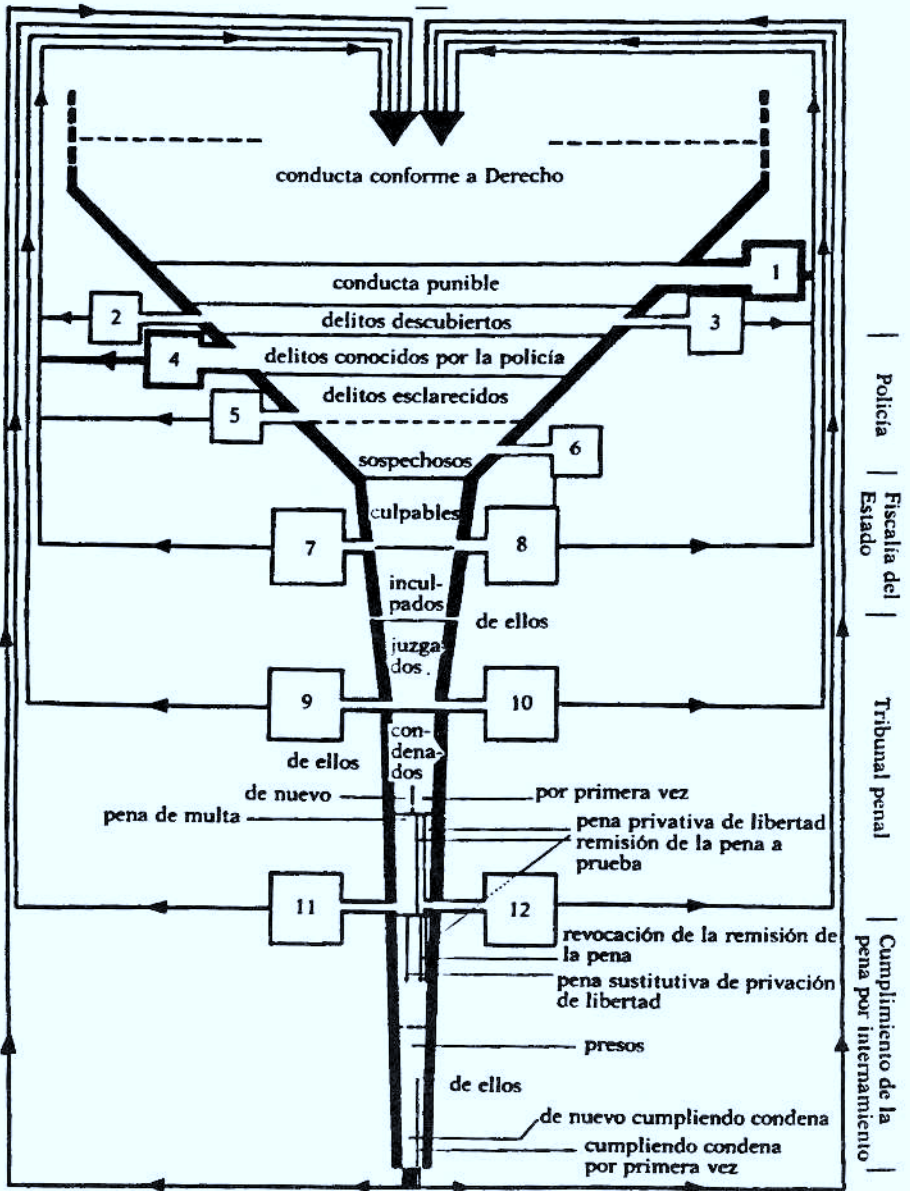 conducta conforme a Derecho
conducta punible
1
2
delitos descubiertos
3
4
delitos conocidos por la policía
5
delitos esclarecidos
6
sospechosos
culpables
7
8
incul-
pados
de ellos
juzga-
dos.
9
10
con-
dena-
dos
de ellos
de nuevo
por primera vez
pena de multa
pena privativa de libertad
remisión de la pena a
prueba
11
12
revocación de la remisión de
la pena
pena sustitutiva de privación
de libertad
presos
de ellos
de nuevo cumpliendo condena
cumpliendo condena
por primera vez
Policía
Fiscalía del
Estado
Tribunal penal
Cumplimiento de la
pena por internamiento